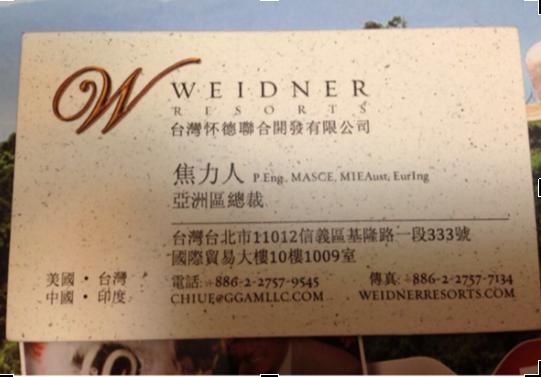 W WEIDNER
RESORTS
台灣怀德聯合開發有限公司
焦力人 P.Eng., MASCE, MIEAust, EurIng
亞洲區總裁
台灣台北市11012信義區基隆路一段333號
國際貿易大樓10樓1009室
美國 • 台灣 電話: +886-2-2757-9545 傳真: +886-2-2757-7134
中國 • 印度 CHIUE@GGAMLLC.COM WEIDNERRESORTS.COM